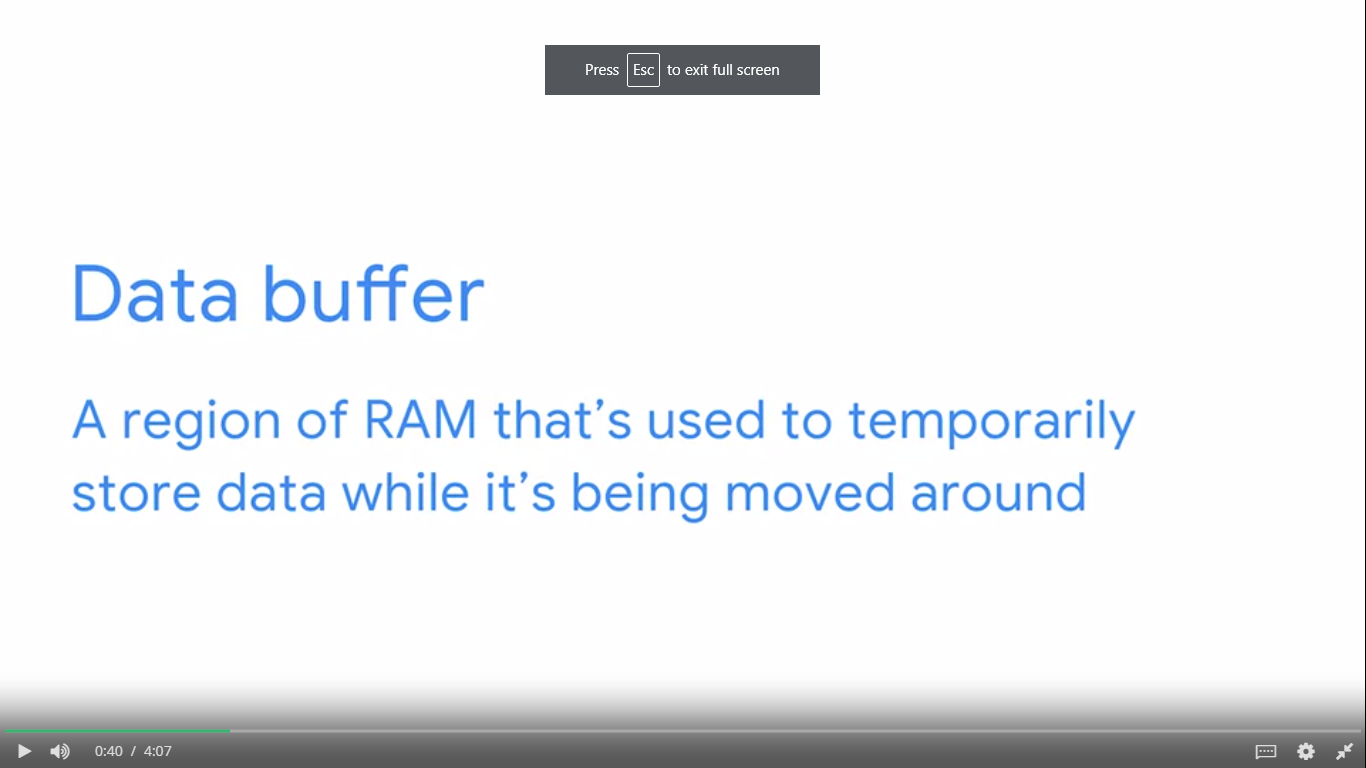 Press Esc to exit full screen
Data buffer
A region of RAM that’s used to temporarily
store data while it’s being moved around
0:40 / 4:07